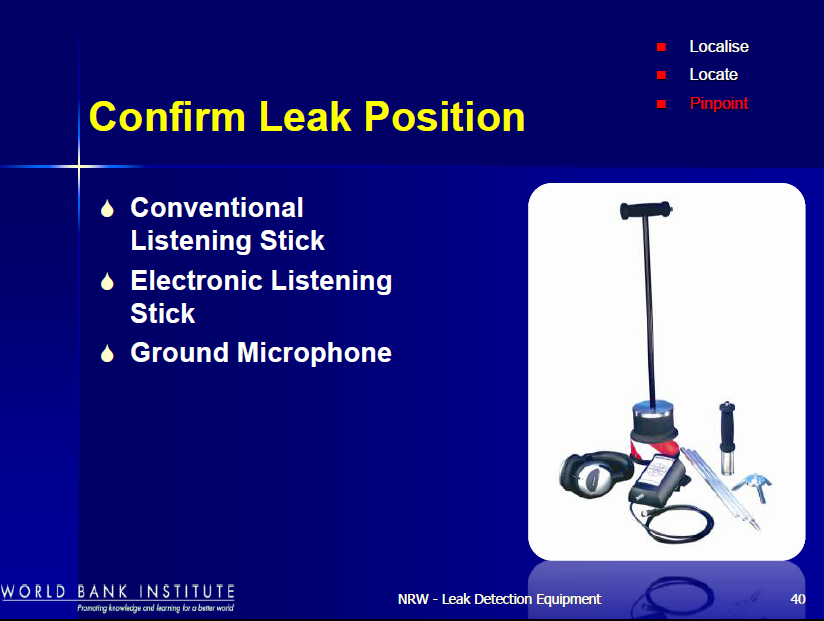 Localise
Locate
Pinpoint
Confirm Leak Position
Conventional
Listening Stick
Electronic Listening
Stick
Ground Microphone
WORLD BANK INSTITUTE
Promoting knowledge and learning for a better world
NRW - Leak Detection Equipment
40